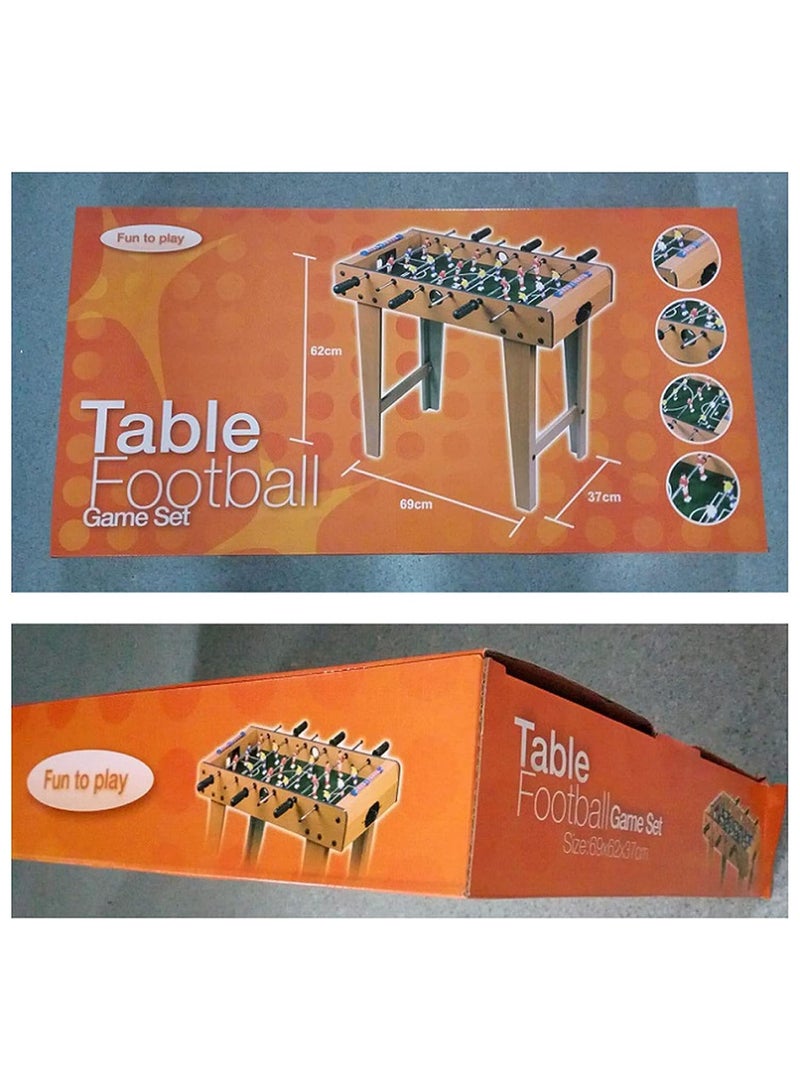 Fun to play
62cm
Table
Football
Game Set
69cm
37cm
Fun to play
Table
Football Game Set
Size:69x62x37cm